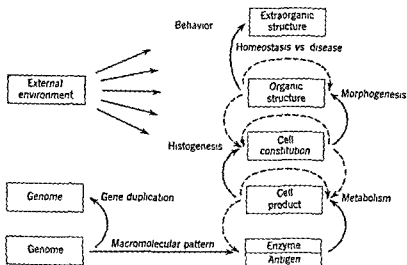 Behavior
Extraorganic
structure
Homeostasis vs disease
External
environment
Organic
structure
Morphogenesis
Histogenesis
Cell
constitution
Genome
Gene duplication
Cell
product
Metabolism
Genome
Macromolecular pattern
Enzyme
Antigen